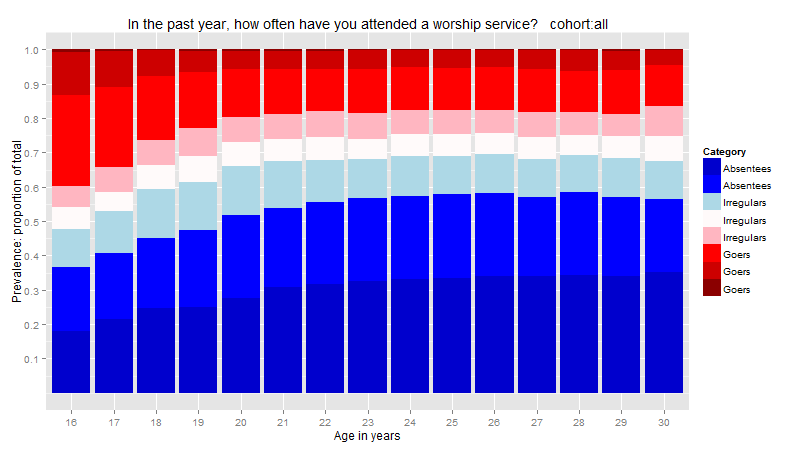 In the past year, how often have you attended a worship service?   cohort:all
Prevalence: proportion of total
1.0
0.9
0.8
0.7
0.6
0.5
0.4
0.3
0.2
0.1
16 17 18 19 20 21 22 23 24 25 26 27 28 29 30
Age in years
Category
Absentees
Absentees
Irregulars
Irregulars
Irregulars
Goers
Goers
Goers